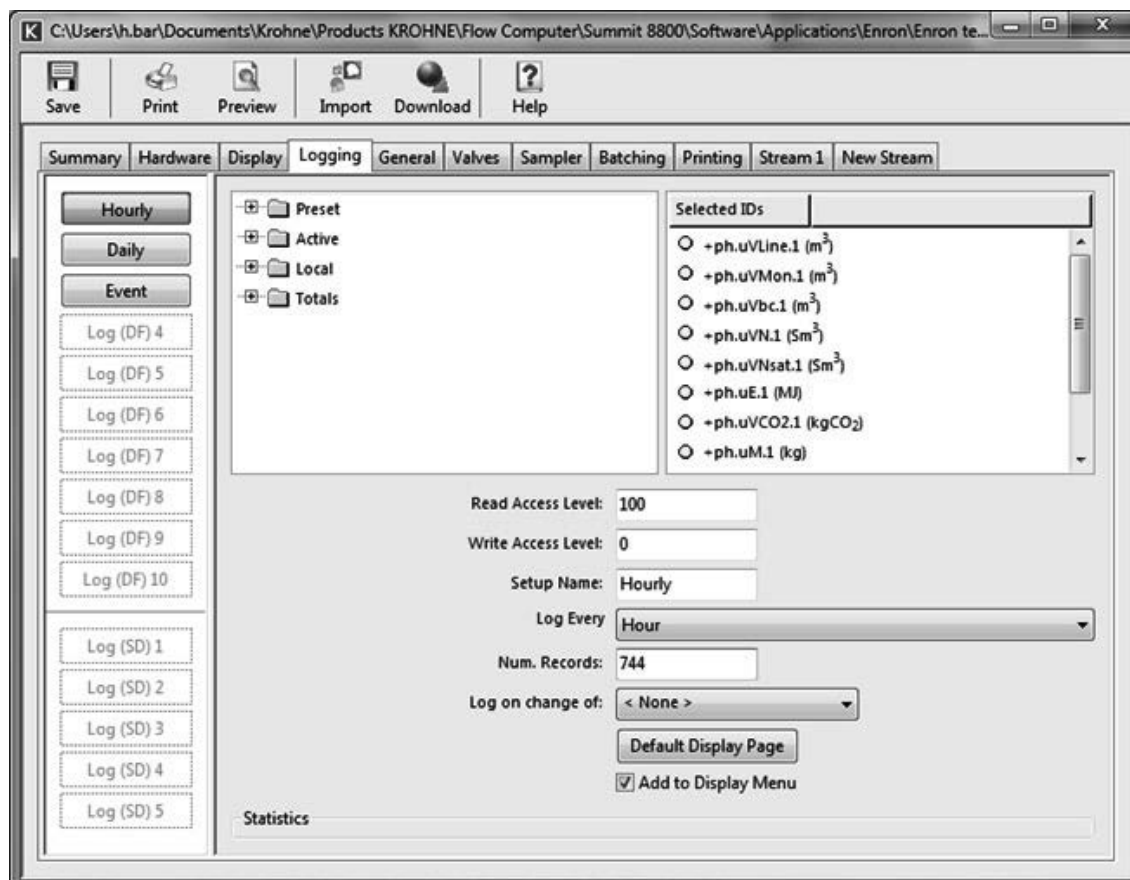 K C:\Users\h.bar\Documents\Krohne\Products KROHNE\Flow Computer\Summit 8800\Software\Applications\Enron\Enron te...
Save Print Preview Import Download Help
Summary Hardware Display Logging General Valves Sampler Batching Printing Stream 1 New Stream
Hourly
Daily
Event
Log (DF) 4
Log (DF) 5
Log (DF) 6
Log (DF) 7
Log (DF) 8
Log (DF) 9
Log (DF) 10
Log (SD) 1
Log (SD) 2
Log (SD) 3
Log (SD) 4
Log (SD) 5
Preset
Active
Local
Totals
Selected IDs
+ph.uVLine.1 (m³)
+ph.uVMon.1 (m³)
+ph.uVbc.1 (m³)
+ph.uVN.1 (Sm³)
+ph.uVNsat.1 (Sm³)
+ph.uE.1 (MJ)
+ph.uVCO2.1 (kgCO₂)
+ph.uM.1 (kg)
Read Access Level: 100
Write Access Level: 0
Setup Name: Hourly
Log Every Hour
Num. Records: 744
Log on change of: < None >
Default Display Page
Add to Display Menu
Statistics